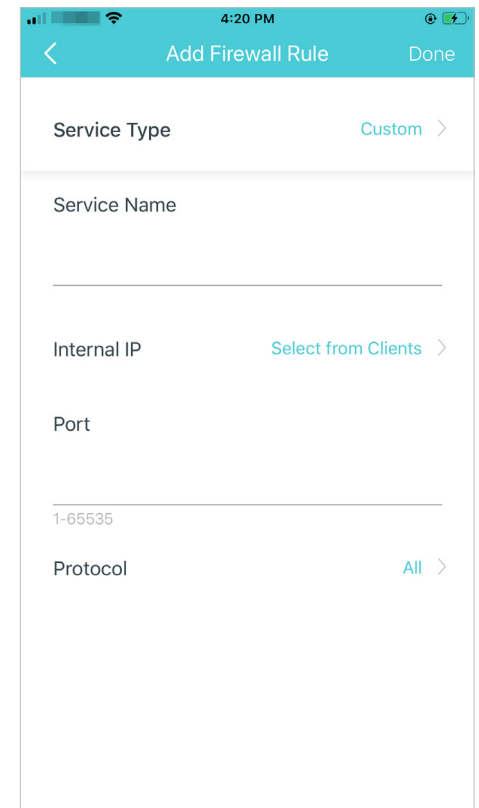 4:20 PM
Add Firewall Rule Done
Service Type Custom
Service Name
Internal IP Select from Clients
Port
1-65535
Protocol All